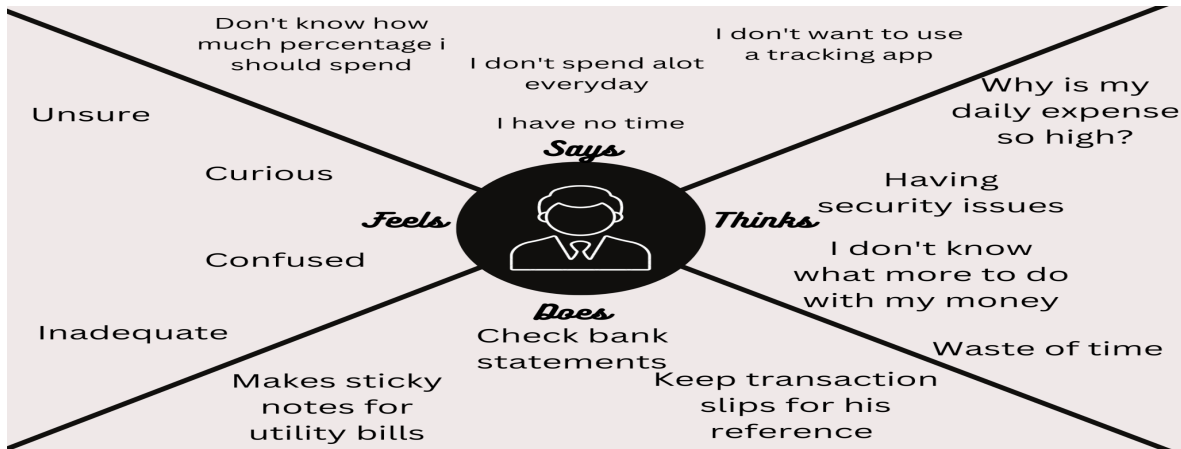 Don't know how
much percentage i
should spend
I don't spend alot
everyday
I have no time
I don't want to use
a tracking app
Says
Unsure
Curious
Feels
Confused
Inadequate
Why is my
daily expense
so high?
Having
security issues
Thinks
I don't know
what more to do
with my money
Waste of time
Does
Check bank
statements
Makes sticky
notes for
utility bills
Keep transaction
slips for his
reference